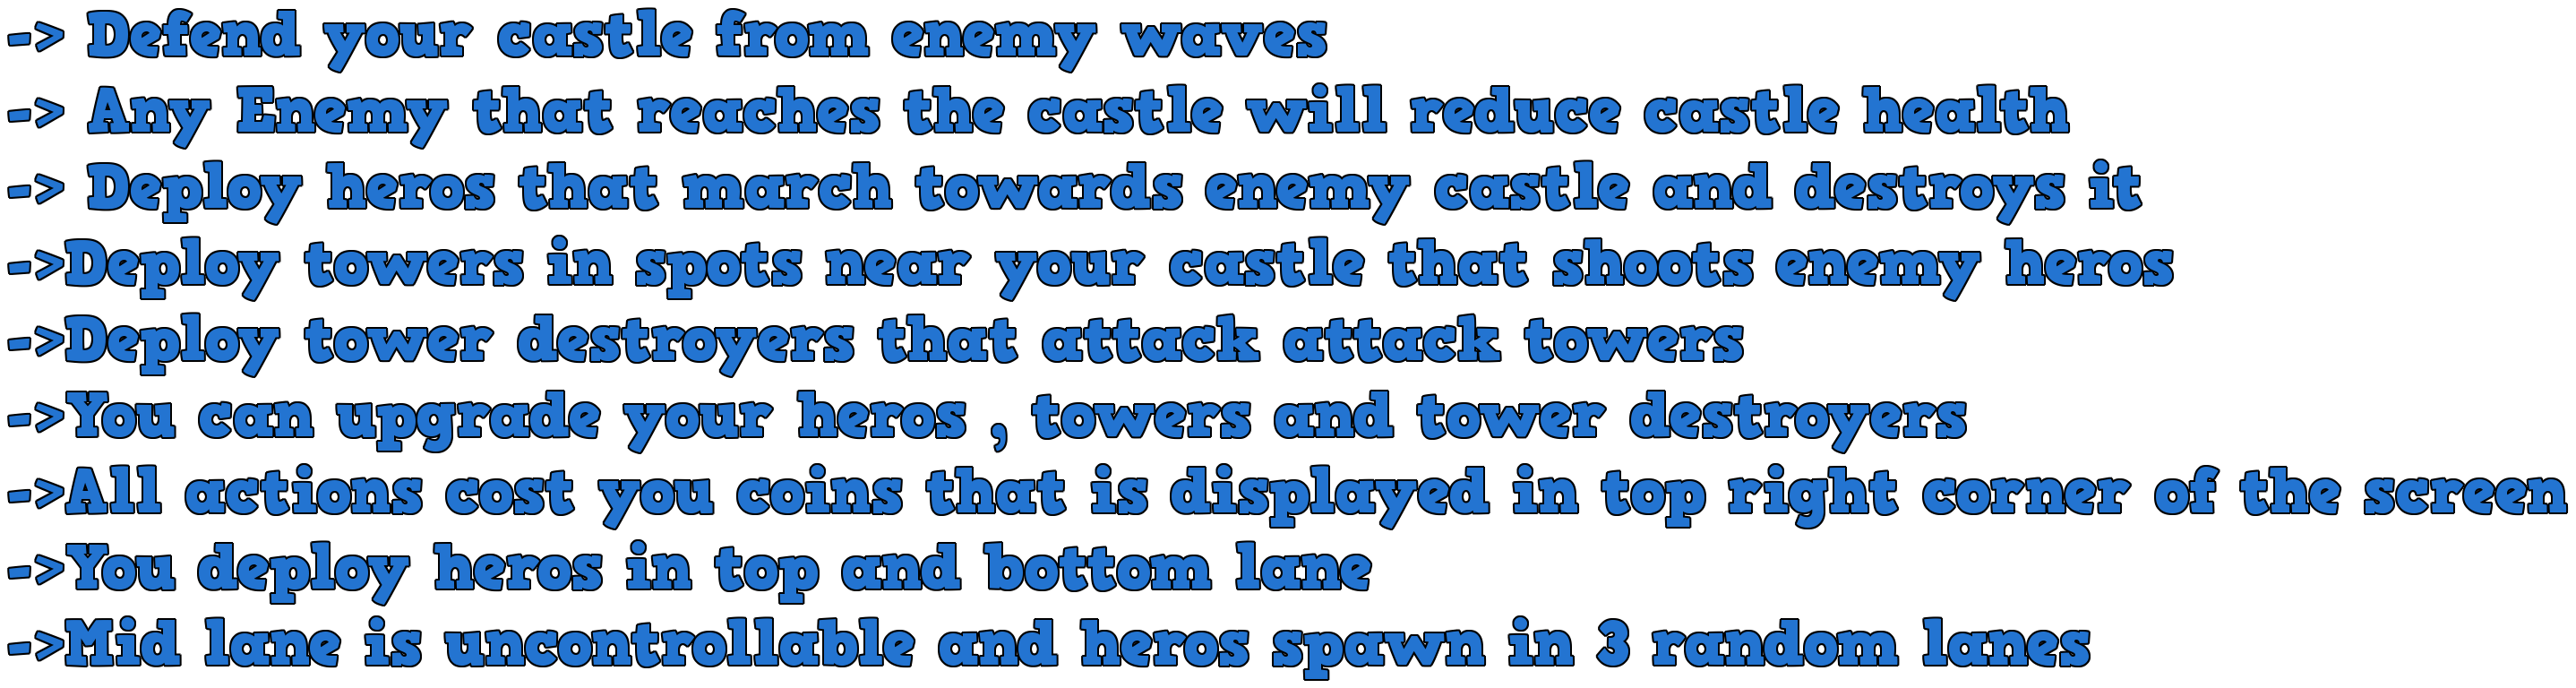 -> Defend your castle from enemy waves
-> Any Enemy that reaches the castle will reduce castle health
-> Deploy heros that march towards enemy castle and destroys it
->Deploy towers in spots near your castle that shoots enemy heros
->Deploy tower destroyers that attack attack towers
->You can upgrade your heros , towers and tower destroyers
->All actions cost you coins that is displayed in top right corner of the screen
->You deploy heros in top and bottom lane
->Mid lane is uncontrollable and heros spawn in 3 random lanes